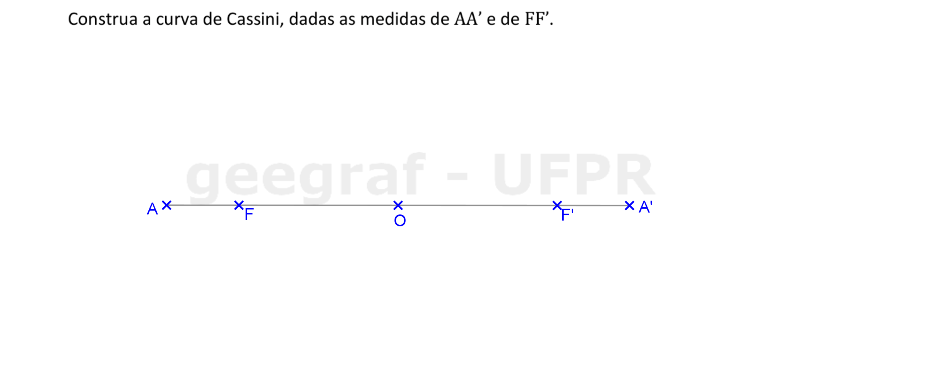 Construa a curva de Cassini, dadas as medidas de AA’ e de FF’.
geegraf - UFPR
A F O F' A'